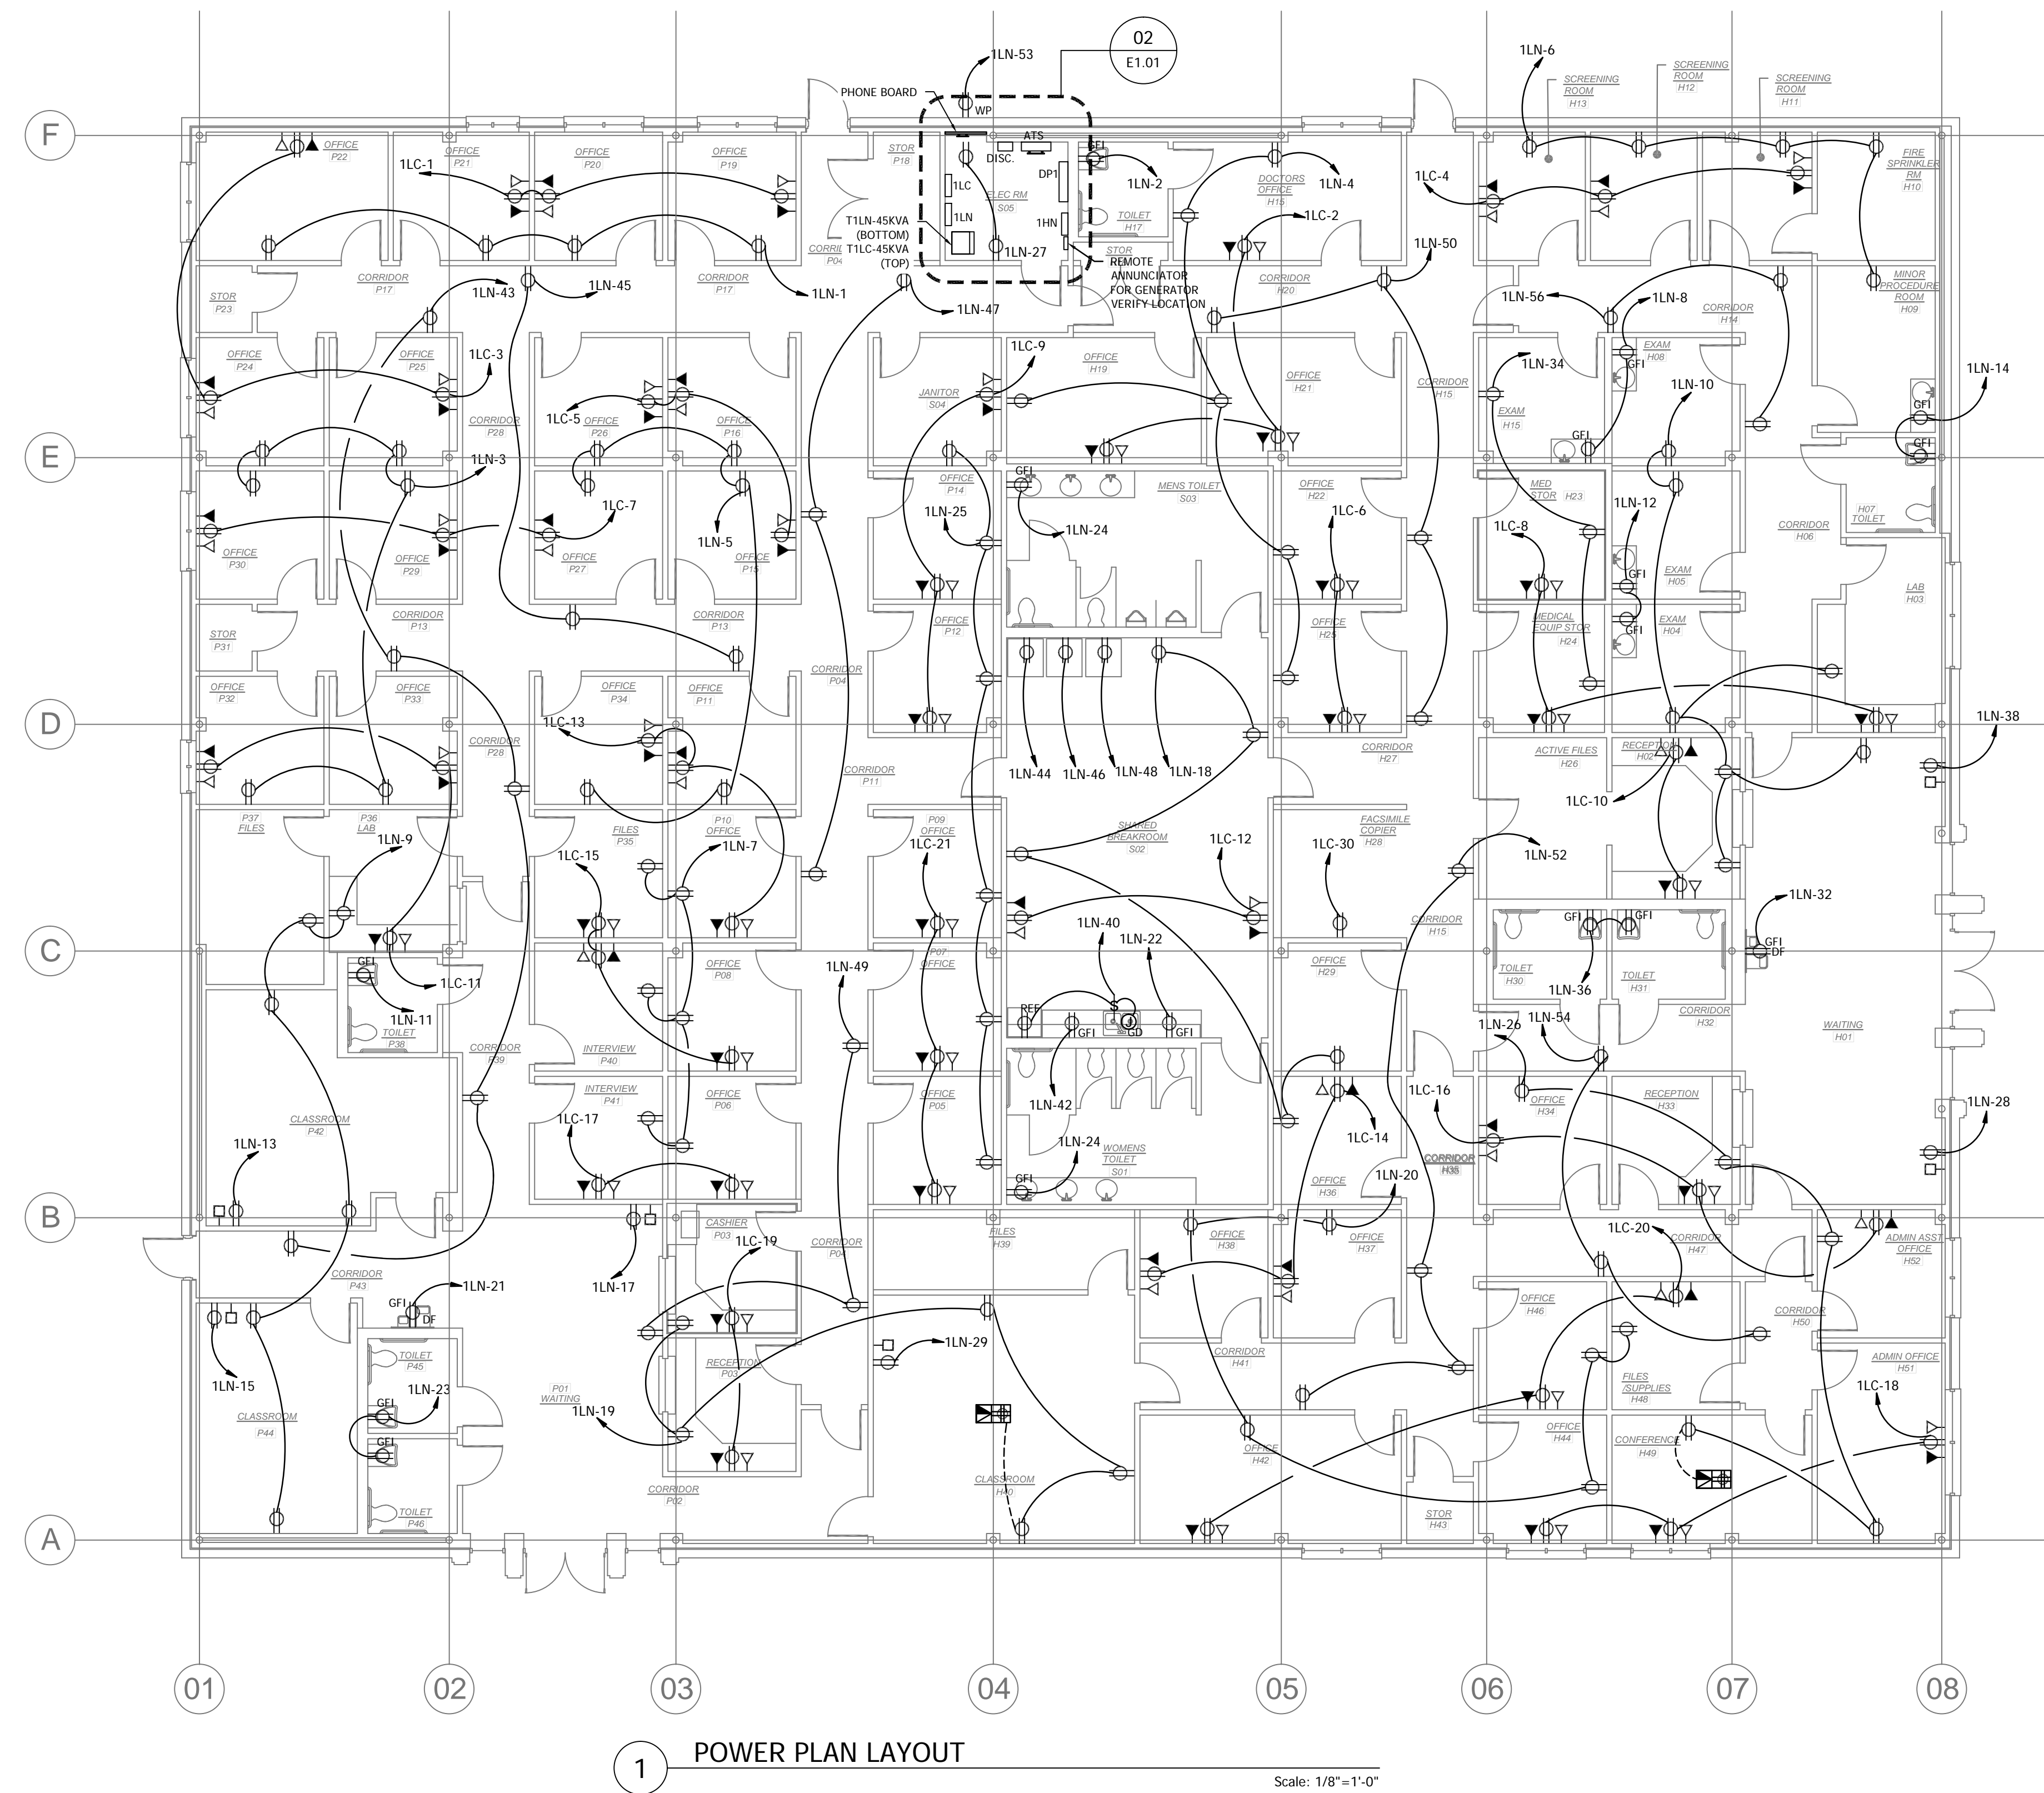 02
E1.01
1LN-53
1LN-6
SCREENING
ROOM
H13
SCREENING
ROOM
H12
SCREENING
ROOM
H11
PHONE BOARD
WP
F
OFFICE
P22
1LC-1
OFFICE
P21
OFFICE
P20
OFFICE
P19
STOR
P18
ATS
DISC.
GFI
DP1
1LC
ELEC RM
S05
1LN
1HN
1LN-2
TOILET
H17
DOCTORS
OFFICE
H15
1LN-4
1LC-2
1LC-4
FIRE
SPRINKLER
RM
H10
T1LN-45KVA
(BOTTOM)
T1LC-45KVA
(TOP)
1LN-27
STOR
REMOTE
ANNUNCIATOR
FOR GENERATOR
VERIFY LOCATION
1LN-50
CORRIDOR
P17
STOR
P23
1LN-43
1LN-45
CORRIDOR
P17
1LN-1
1LN-47
CORRIDOR
H20
1LN-56
1LN-8
CORRIDOR
H14
MINOR
PROCEDURE
ROOM
H09
OFFICE
P24
OFFICE
P25
1LC-3
1LC-9
OFFICE
H19
OFFICE
H21
CORRIDOR
H15
1LN-34
EXAM
H15
EXAM
H08
GFI
1LN-10
1LN-14
GFI
CORRIDOR
P28
1LC-5
OFFICE
P26
OFFICE
P16
JANITOR
S04
GFI
GFI
E
1LN-3
1LC-7
1LN-5
OFFICE
P14
GFI
MENS TOILET
S03
OFFICE
H22
1LC-6
MED
STOR
H23
1LN-12
1LC-8
CORRIDOR
H06
H07
TOILET
OFFICE
P30
OFFICE
P29
OFFICE
P27
OFFICE
P15
1LN-25
1LN-24
GFI
EXAM
H05
LAB
H03
CORRIDOR
P13
CORRIDOR
P13
STOR
P31
OFFICE
P12
OFFICE
H25
MEDICAL
EQUIP STOR
H24
GFI
EXAM
H04
OFFICE
P32
OFFICE
P33
OFFICE
P34
OFFICE
P11
CORRIDOR
P04
D
1LC-13
CORRIDOR
P28
CORRIDOR
P11
1LN-44
1LN-46
1LN-48
1LN-18
CORRIDOR
H27
ACTIVE FILES
H26
RECEPTION
H02
1LN-38
1LC-10
P37
FILES
P36
LAB
1LN-9
FILES
P35
P10
OFFICE
1LC-15
1LN-7
P09
OFFICE
1LC-21
SHARED
BREAKROOM
S02
1LC-12
1LC-30
FACSIMILE
COPIER
H28
1LN-52
C
GFI
1LC-11
1LN-11
TOILET
P38
OFFICE
P08
1LN-49
P07
OFFICE
1LN-40
1LN-22
CORRIDOR
H15
OFFICE
H29
GFI
GFI
1LN-32
GFI
DF
TOILET
H30
TOILET
H31
1LN-36
REF
$
J
GFI
GD
GFI
CORRIDOR
P39
INTERVIEW
P40
1LN-26
1LN-54
CORRIDOR
H32
WAITING
H01
INTERVIEW
P41
OFFICE
P06
OFFICE
P05
1LN-42
1LC-16
OFFICE
H34
RECEPTION
H33
1LN-28
CLASSROOM
P42
1LN-13
1LC-17
1LC-14
1LN-24
WOMENS
TOILET
S01
GFI
1LN-20
OFFICE
H36
B
CASHIER
P03
1LC-19
CORRIDOR
P04
FILES
H39
OFFICE
H38
OFFICE
H37
1LC-20
CORRIDOR
H47
ADMIN ASST
OFFICE
H52
CORRIDOR
P43
1LN-21
GFI
DF
1LN-17
1LN-29
OFFICE
H46
CORRIDOR
H50
1LN-15
TOILET
P45
RECEPTION
P03
CORRIDOR
H41
ADMIN OFFICE
H51
1LN-23
GFI
P01
WAITING
1LN-19
FILES
/SUPPLIES
H48
1LC-18
CLASSROOM
P44
GFI
OFFICE
H42
OFFICE
H44
CONFERENCE
H49
CORRIDOR
P02
CLASSROOM
H40
TOILET
P46
STOR
H43
A
01
02
03
04
05
06
07
08
1
POWER PLAN LAYOUT
Scale: 1/8"=1'-0"